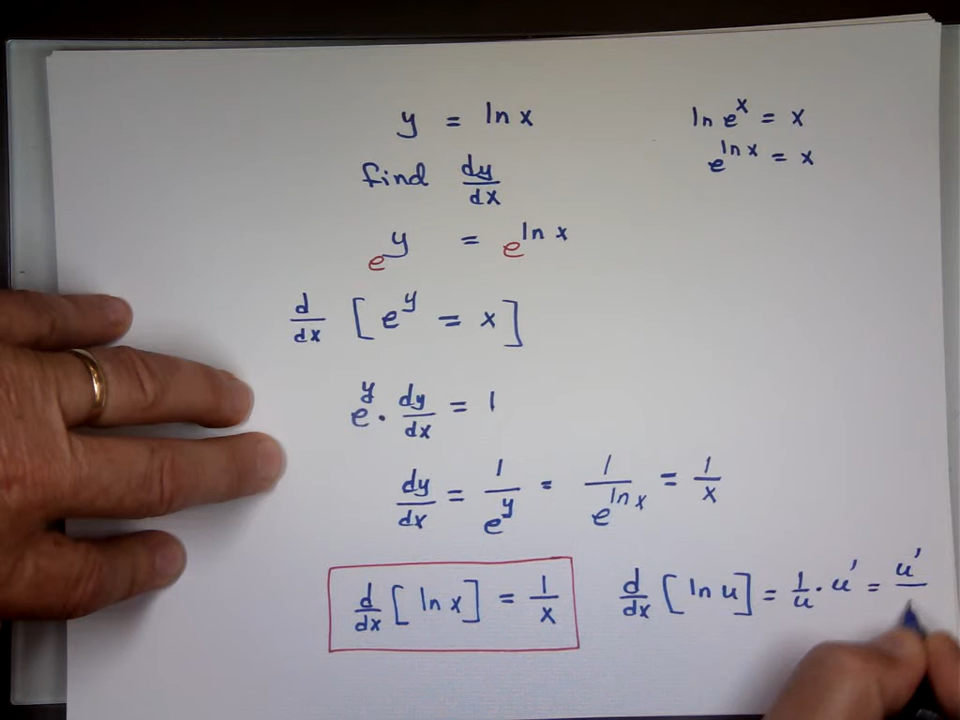 y = ln x
ln e^x = x
e^ln x = x
find dy/dx
e^y = e^ln x
d/dx [e^y = x]
e^y · dy/dx = 1
dy/dx = 1/e^y = 1/e^ln x = 1/x
d/dx [ln x] = 1/x
d/dx [ln u] = 1/u · u' = u'/